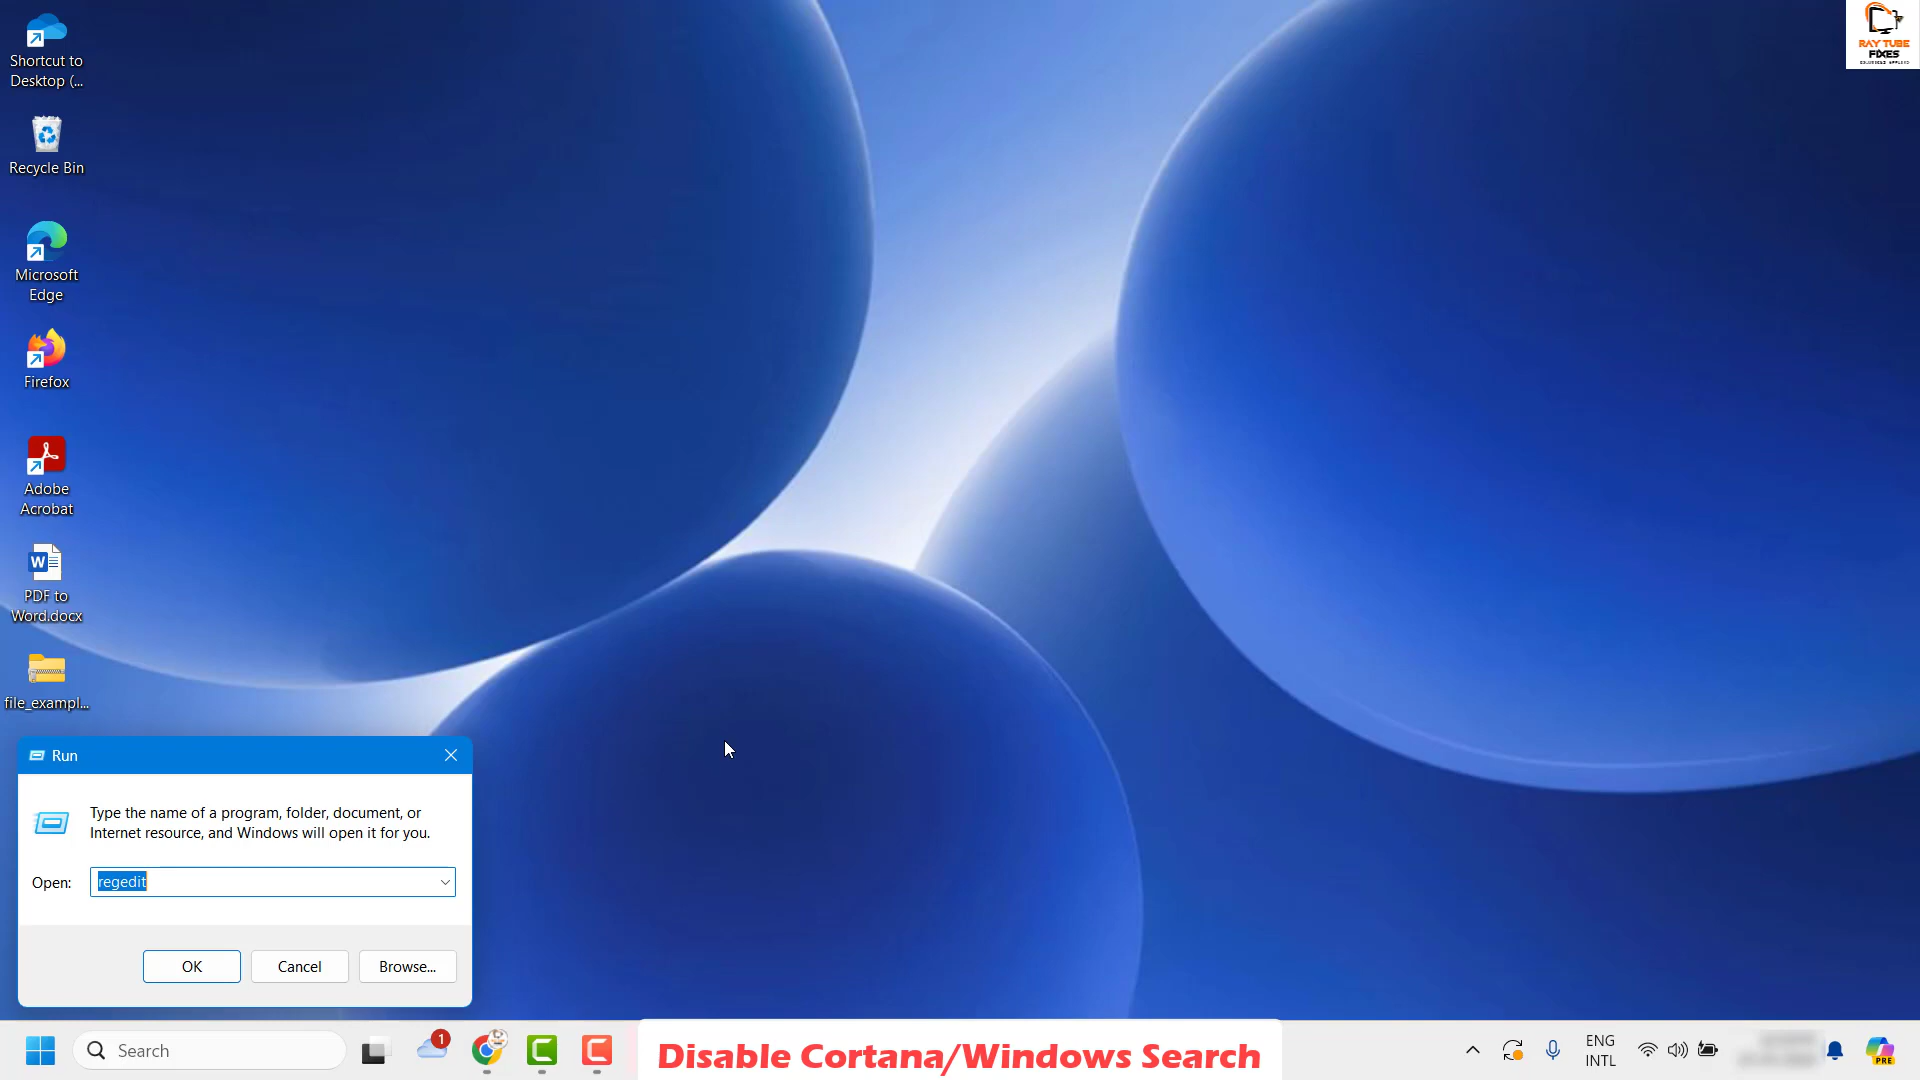 Shortcut to
Desktop (...
Recycle Bin
Microsoft
Edge
Firefox
Adobe
Acrobat
PDF to
Word.docx
file_exampl...
RAY TUBE
FIXES
Run
Type the name of a program, folder, document, or
Internet resource, and Windows will open it for you.
Open:
regedit
OK
Cancel
Browse...
Search
1
Disable Cortana/Windows Search
ENG
INTL
PRE